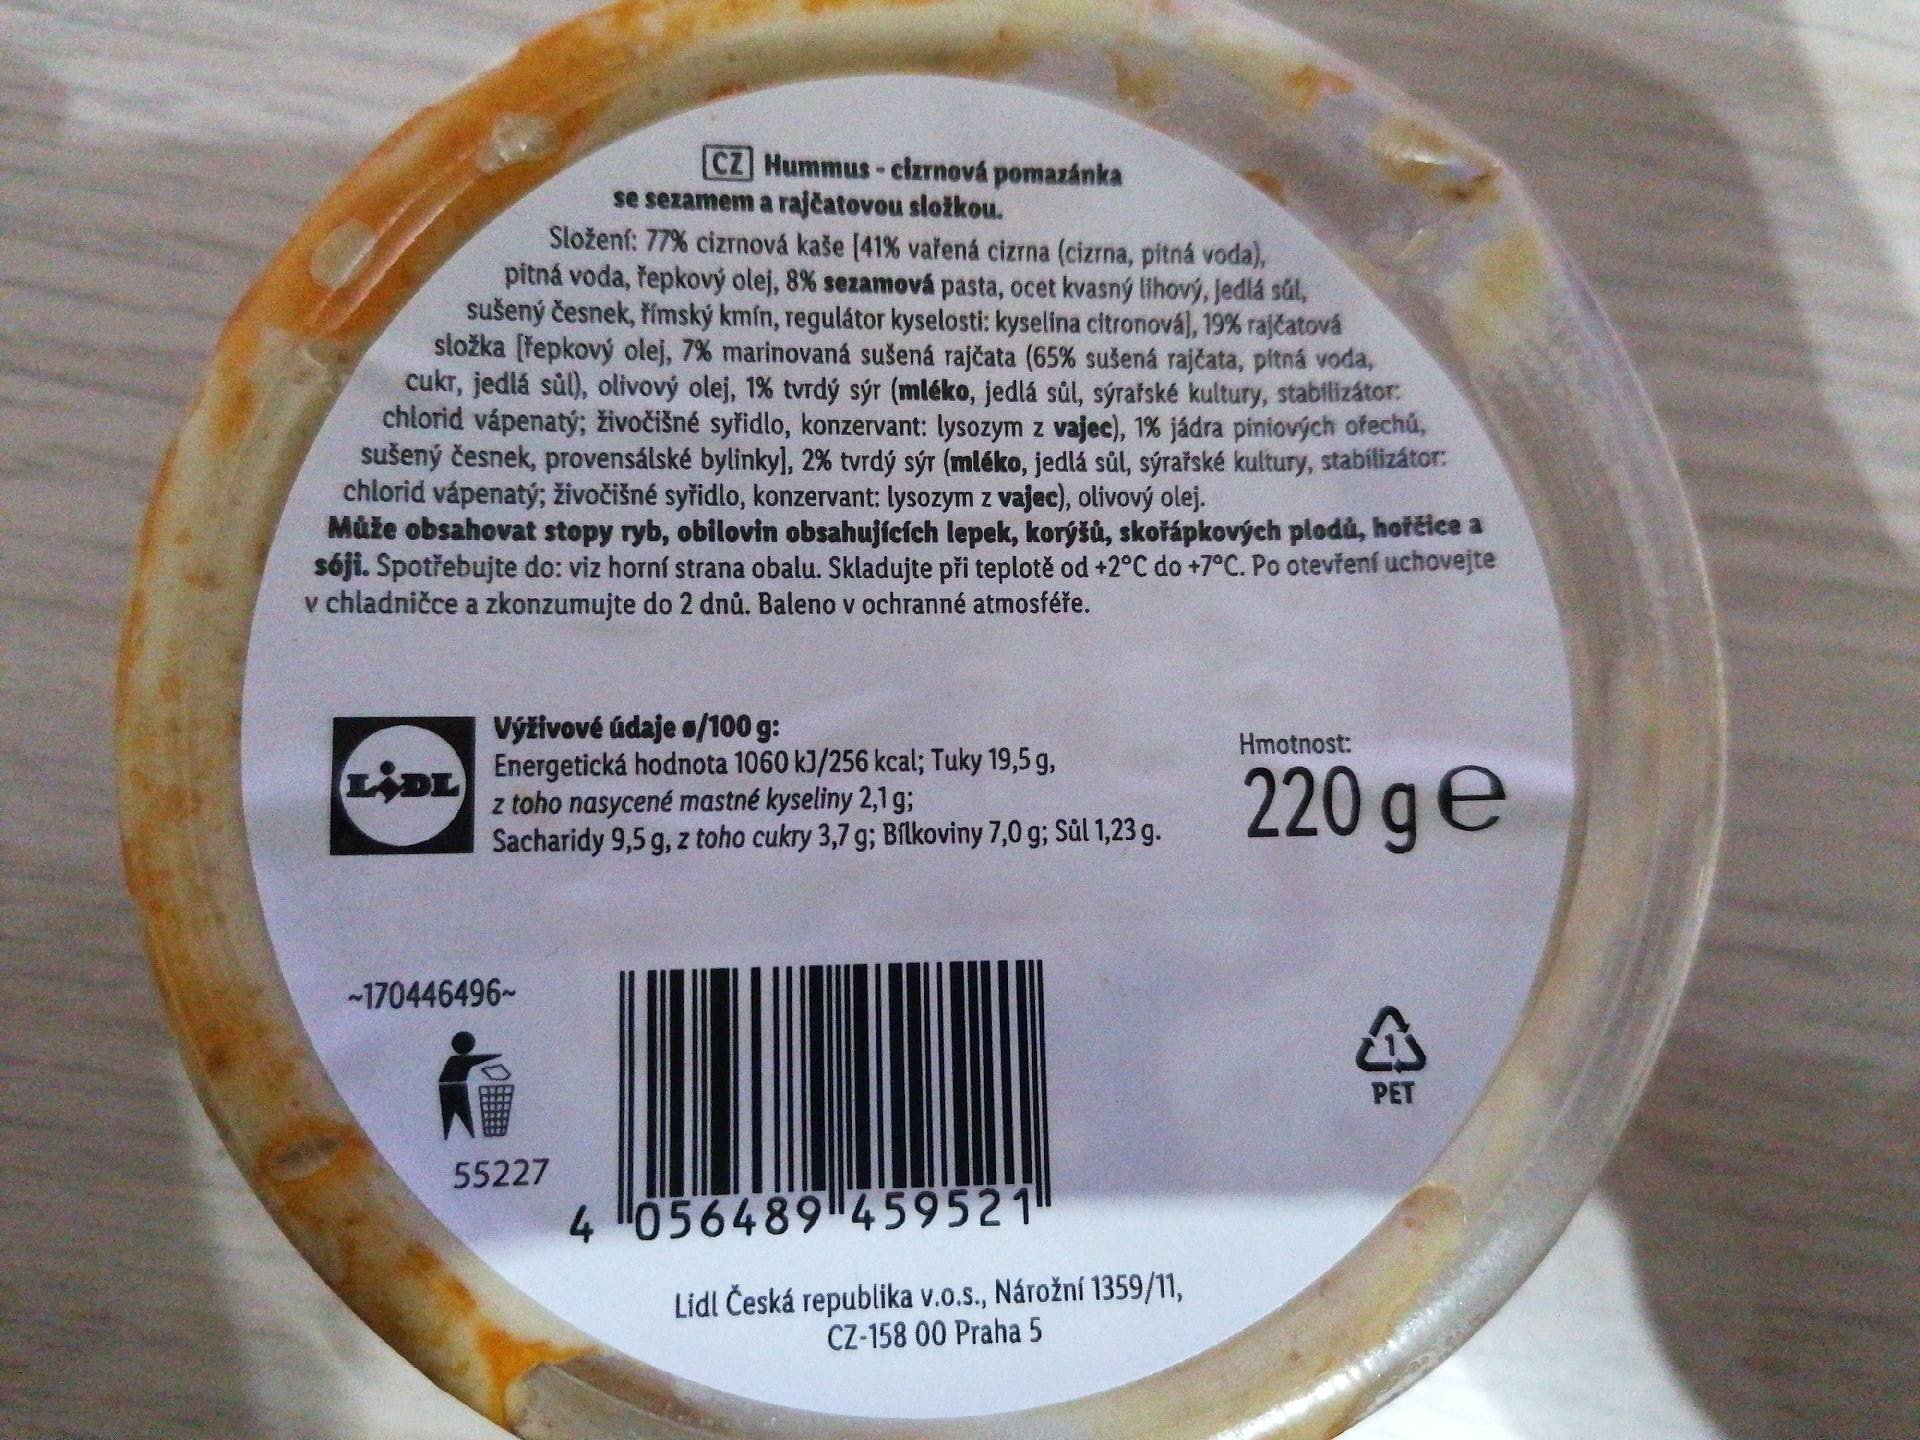 CZ Hummus - cizrnová pomazánka
se sezamem a rajčatovou složkou.
Složení: 77% cizrnová kaše [41% vařená cizrna (cizrna, pitná voda),
pitná voda, řepkový olej, 8% sezamová pasta, ocet kvasný lihový, jedlá sůl,
sušený česnek, římský kmín, regulátor kyselosti: kyselina citronová], 19% rajčatová
složka [řepkový olej, 7% marinovaná sušená rajčata (65% sušená rajčata, pitná voda,
cukr, jedlá sůl), olivový olej, 1% tvrdý sýr (mléko, jedlá sůl, sýrařské kultury, stabilizátor:
chlorid vápenatý; živočišné syřidlo, konzervant: lysozym z vajec), 1% jádra piniových ořechů,
sušený česnek, provensálské bylinky], 2% tvrdý sýr (mléko, jedlá sůl, sýrařské kultury, stabilizátor:
chlorid vápenatý; živočišné syřidlo, konzervant: lysozym z vajec), olivový olej.
Může obsahovat stopy ryb, obilovin obsahujících lepek, korýšů, skořápkových plodů, hořčice a
sóji. Spotřebujte do: viz horní strana obalu. Skladujte při teplotě od +2°C do +7°C. Po otevření uchovejte
v chladničce a zkonzumujte do 2 dnů. Baleno v ochranné atmosféře.
LIDL
Výživové údaje ø/100 g:
Energetická hodnota 1060 kJ/256 kcal; Tuky 19,5 g,
z toho nasycené mastné kyseliny 2,1 g;
Sacharidy 9,5 g, z toho cukry 3,7 g; Bílkoviny 7,0 g; Sůl 1,23 g.
Hmotnost:
220 g e
~170446496~
55227
4 056489 459521
1
PET
Lidl Česká republika v.o.s., Nárožní 1359/11,
CZ-158 00 Praha 5